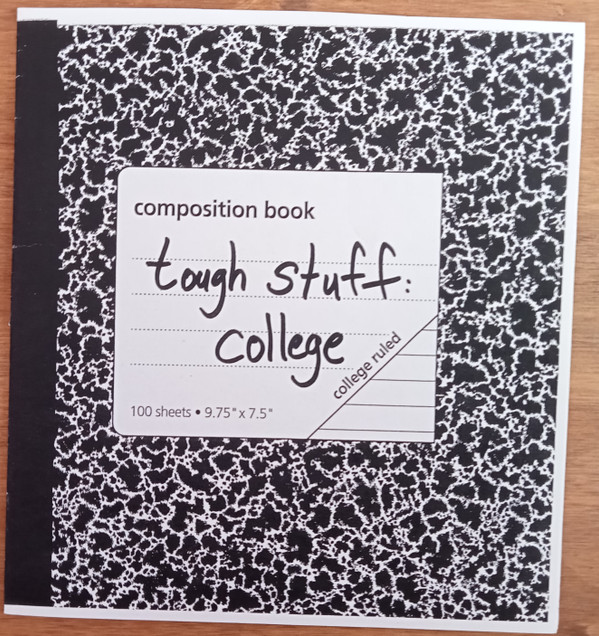 composition book
tough stuff:
college
college ruled
100 sheets • 9.75" x 7.5"